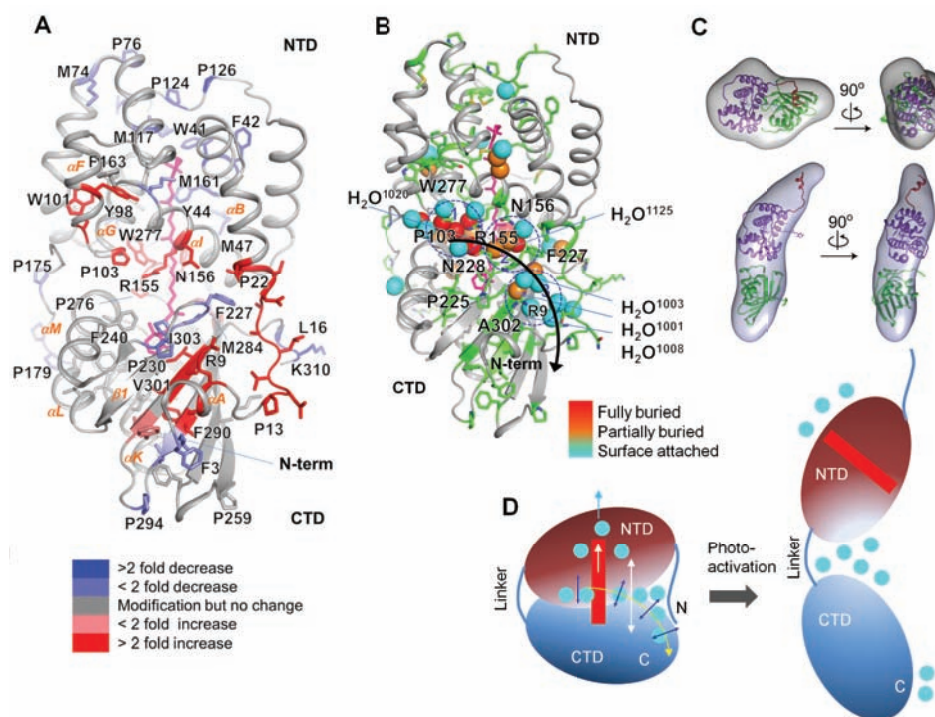 A
P76
NTD
M74
P124
P126
M117
W41
F42
F163
αF
M161
W101
Y98
Y44
αB
αG
W277
αI
M47
P103
N156
P22
P175
R155
P276
F227
L16
αM
F240
I303
M284
K310
P230
R9
P179
V301
αA
β1
P13
αL
F290
αK
F3
N-term
P294
P259
CTD
>2 fold decrease
< 2 fold decrease
Modification but no change
< 2 fold increase
> 2 fold increase
B
NTD
W277
N156
H2O1020
H2O1125
P103
R155
N228
F227
P225
R9
H2O1003
A302
H2O1001
N-term
H2O1008
CTD
Fully buried
Partially buried
Surface attached
C
90°
90°
D
NTD
Linker
N
CTD
C
Photo-
activation
NTD
Linker
CTD
C